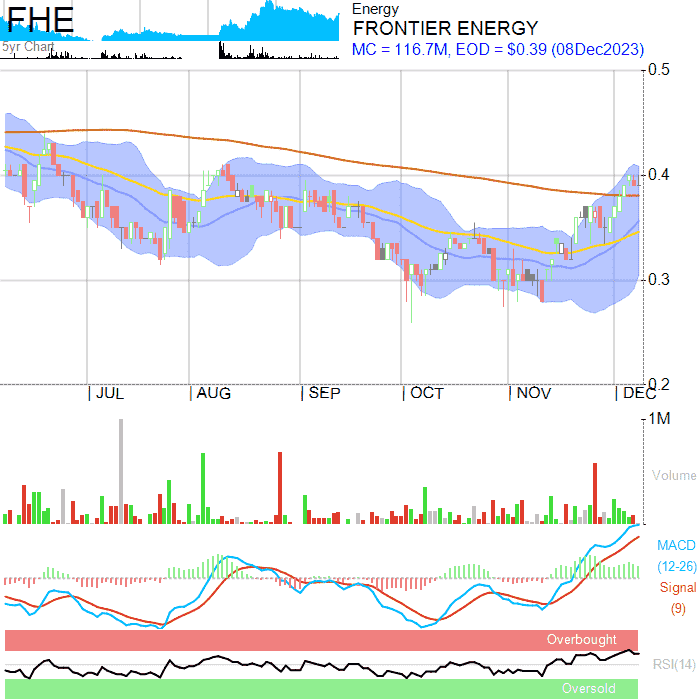 FHE
5yr Chart
Energy
FRONTIER ENERGY
MC = 116.7M, EOD = $0.39 (08Dec2023)
0.5
0.4
0.3
0.2
JUL AUG SEP OCT NOV DEC
1M
Volume
MACD
(12-26)
Signal
(9)
Overbought
RSI(14)
Oversold